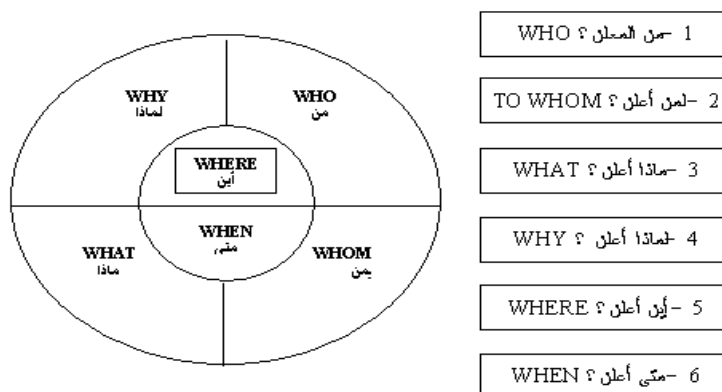 WHY
لماذا
WHO
من
WHERE
أين
WHEN
متى
WHAT
ماذا
WHOM
يمن
1 -من المعلن ؟ WHO
2 -لمن أعلن ؟ TO WHOM
3 -ماذا أعلن ؟ WHAT
4 -لماذا أعلن ؟ WHY
5 -أين أعلن ؟ WHERE
6 -متى أعلن ؟ WHEN